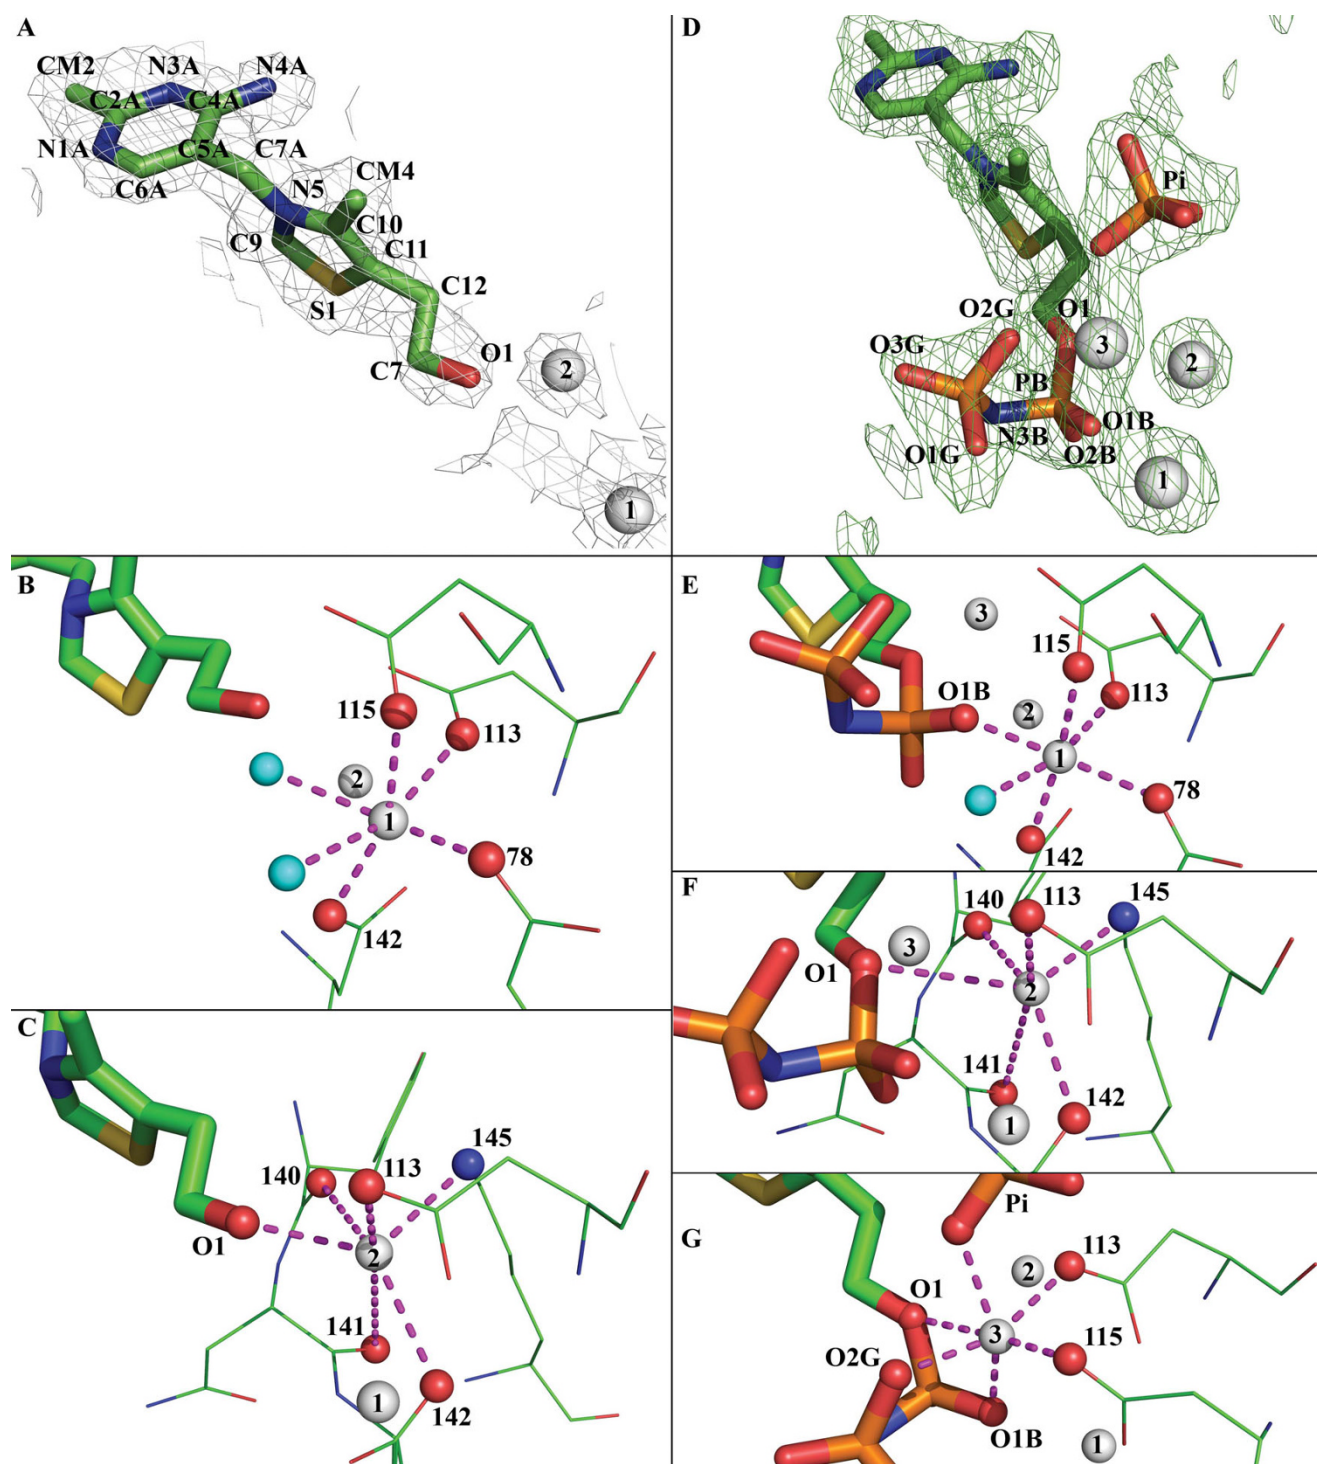 A
CM2
N3A
N4A
C2A
C4A
N1A
C5A
C7A
C6A
N5
CM4
C9
C10
C11
S1
C12
C7
O1
2
1
B
115
113
2
1
78
142
C
145
140
113
O1
2
141
1
142
D
Pi
O2G
O1
O3G
3
2
PB
N3B
O1B
O1G
O2B
1
E
3
115
O1B
113
2
1
78
142
F
140
113
145
3
O1
2
141
142
1
G
Pi
113
2
O1
3
115
O2G
O1B
1